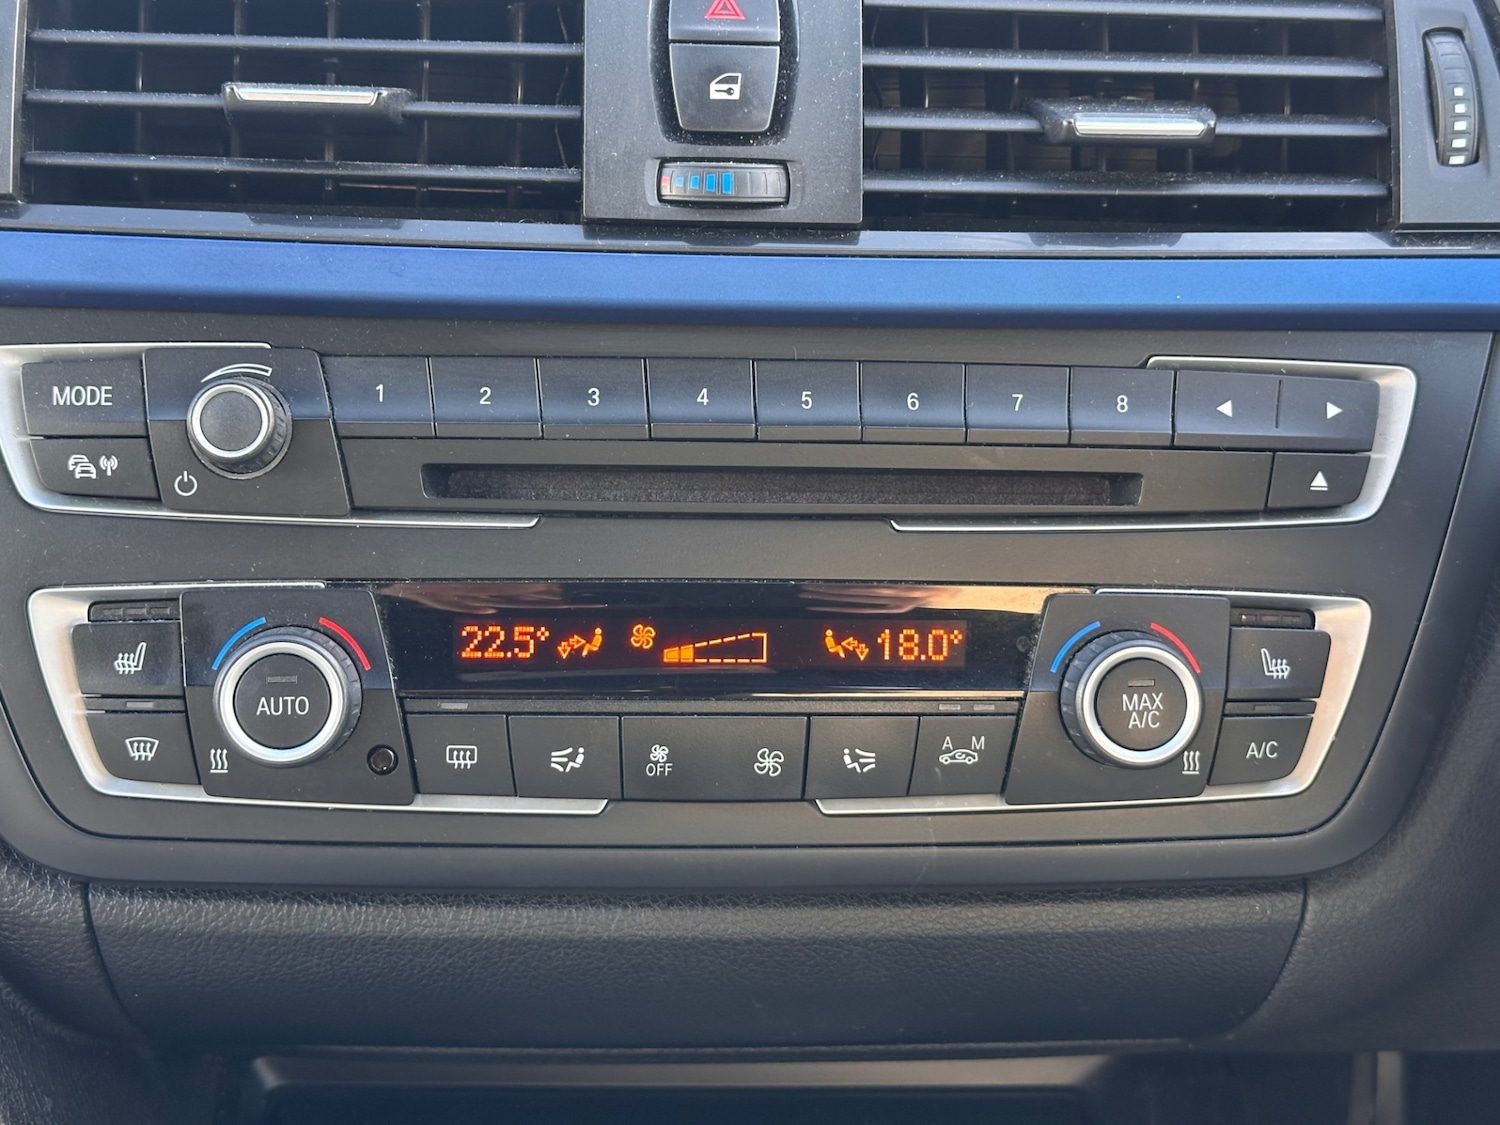 MODE
1 2 3 4 5 6 7 8
22.5° 18.0°
AUTO
MAX
A/C
OFF
A M
A/C